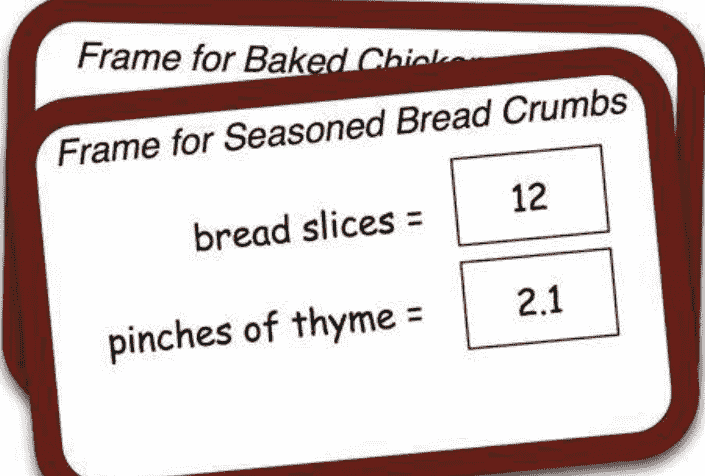 Frame for Baked
Frame for Seasoned Bread Crumbs
bread slices = 12
pinches of thyme = 2.1